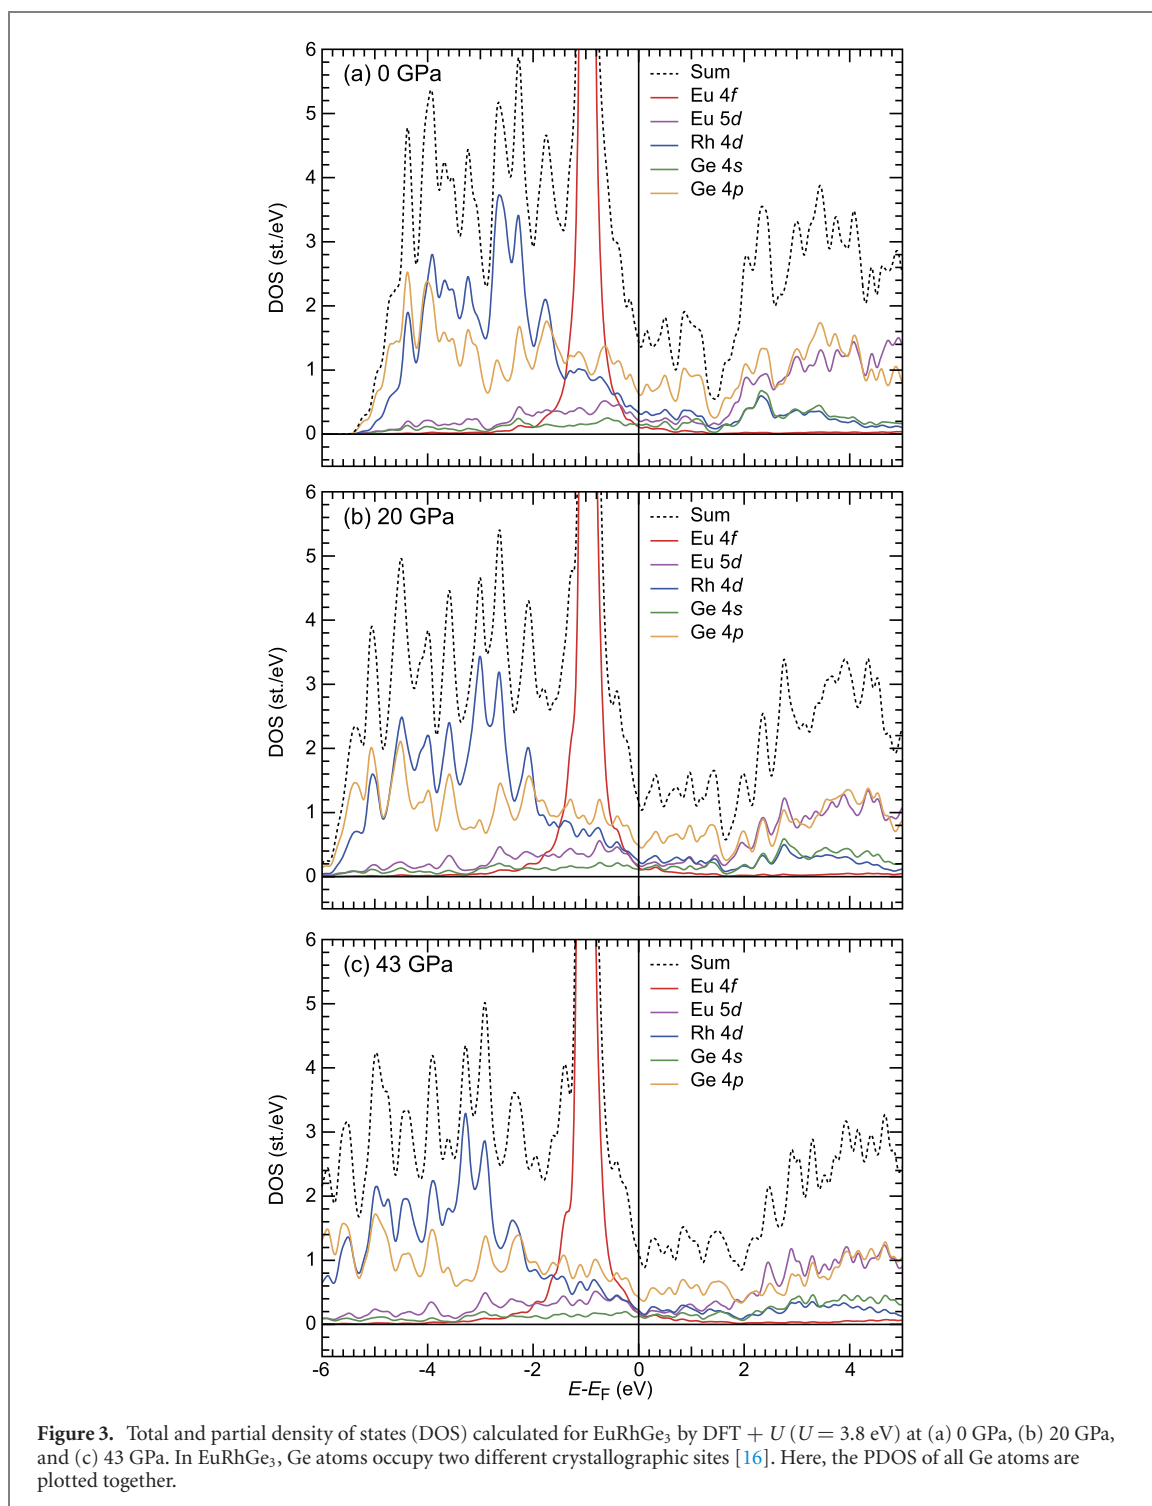 (a) 0 GPa
Sum
Eu 4f
Eu 5d
Rh 4d
Ge 4s
Ge 4p
6
5
4
3
2
1
0
DOS (st./eV)
(b) 20 GPa
Sum
Eu 4f
Eu 5d
Rh 4d
Ge 4s
Ge 4p
6
5
4
3
2
1
0
DOS (st./eV)
(c) 43 GPa
Sum
Eu 4f
Eu 5d
Rh 4d
Ge 4s
Ge 4p
6
5
4
3
2
1
0
DOS (st./eV)
-6 -4 -2 0 2 4
E-E_F (eV)
Figure 3. Total and partial density of states (DOS) calculated for EuRhGe₃ by DFT + U (U = 3.8 eV) at (a) 0 GPa, (b) 20 GPa,
and (c) 43 GPa. In EuRhGe₃, Ge atoms occupy two different crystallographic sites [16]. Here, the PDOS of all Ge atoms are
plotted together.